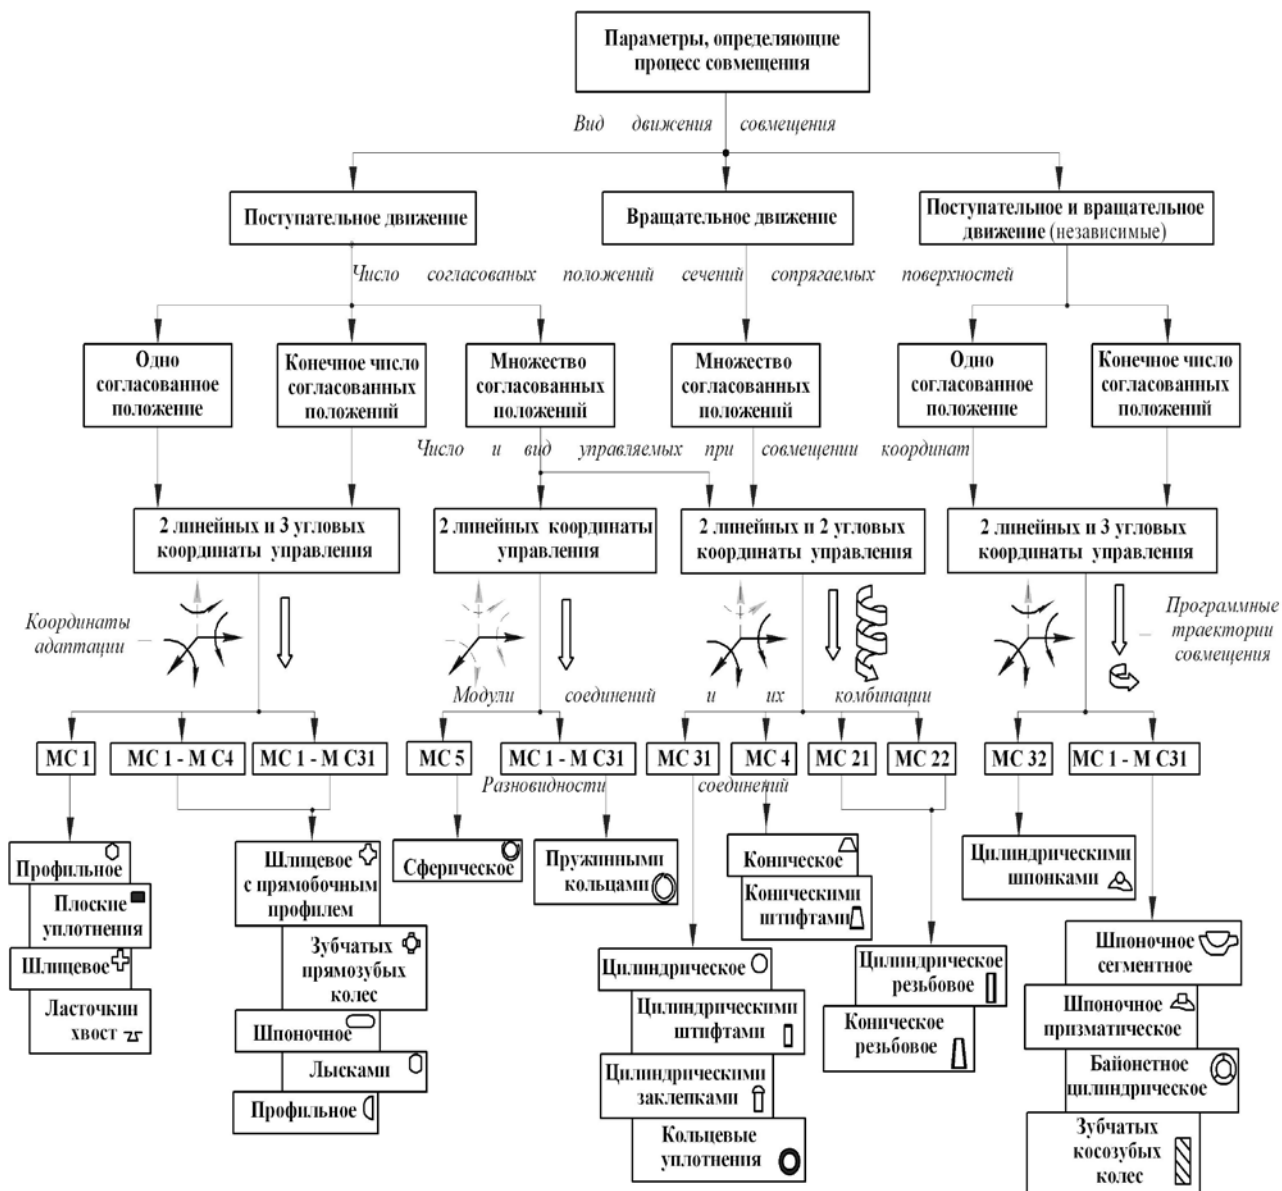 Параметры, определяющие
процесс совмещения
Вид движения совмещения
Поступательное движение
Вращательное движение
Поступательное и вращательное
движение (независимые)
Число согласованых положений сечений сопрягаемых поверхностей
Одно
согласованное
положение
Конечное число
согласованных
положений
Множество
согласованных
положений
Множество
согласованных
положений
Одно
согласованное
положение
Конечное число
согласованных
положений
Число и вид управляемых при совмещении координат
2 линейных и 3 угловых
координаты управления
2 линейных координаты
управления
2 линейных и 2 угловых
координаты управления
2 линейных и 3 угловых
координаты управления
Координаты
адаптации
Программные
траектории
совмещения
Модули соединений и их комбинации
МС 1
МС 1 - М С4
МС 1 - М С31
МС 5
МС 1 - М С31
МС 31
МС 4
МС 21
МС 22
МС 32
МС 1 - М С31
Разновидности соединений
Профильное
Плоские
уплотнения
Шлицевое
Ласточкин
хвост
Шлицевое
с прямобочным
профилем
Зубчатых
прямозубых
колес
Шпоночное
Лысками
Профильное
Сферическое
Пружинными
кольцами
Цилиндрическое
Цилиндрическими
штифтами
Цилиндрическими
заклепками
Кольцевые
уплотнения
Коническое
Коническими
штифтами
Цилиндрическое
резьбовое
Коническое
резьбовое
Цилиндрическими
шпонками
Шпоночное
сегментное
Шпоночное
призматическое
Байонетное
цилиндрическое
Зубчатых
косозубых
колес